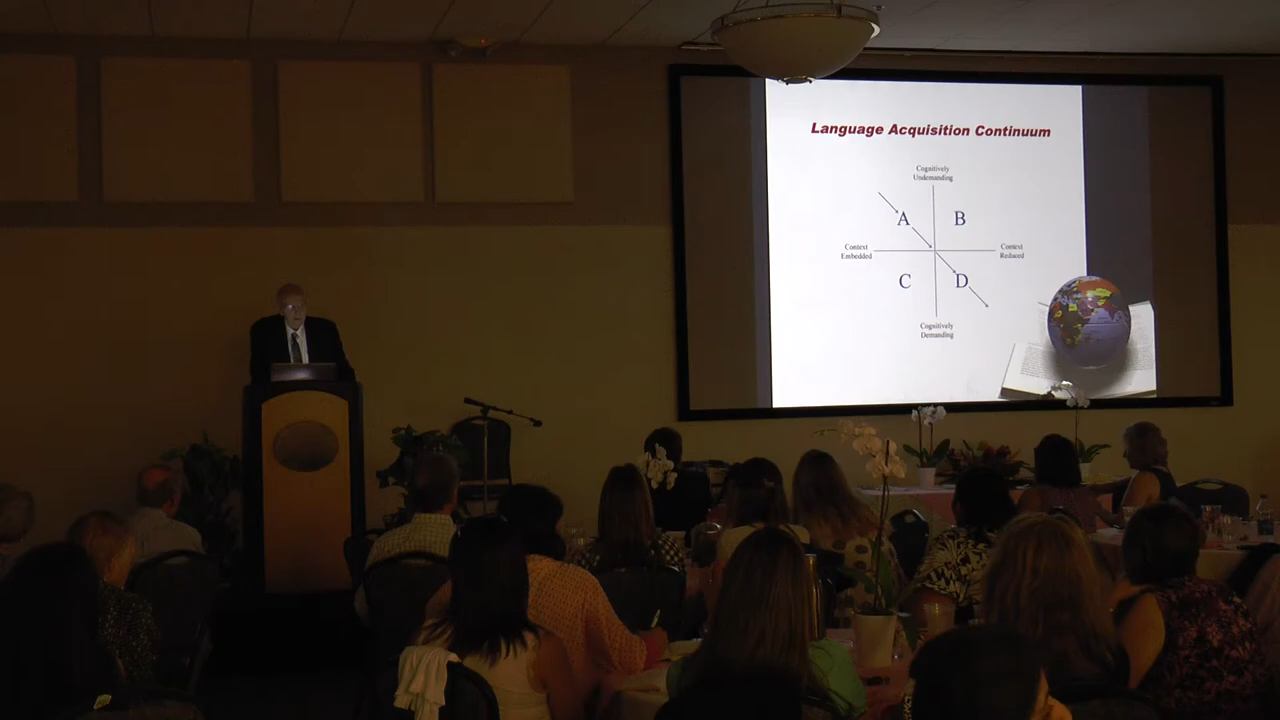 Language Acquisition Continuum
Cognitively
Undemanding
A
B
Context
Embedded
Context
Reduced
C
D
Cognitively
Demanding